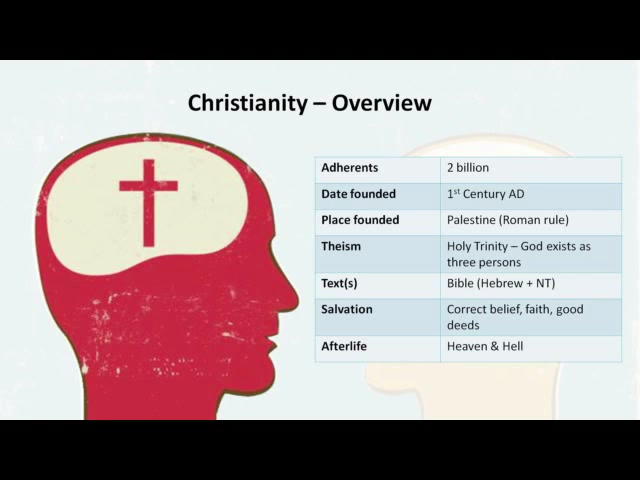 Christianity – Overview
Adherents 2 billion
Date founded 1st Century AD
Place founded Palestine (Roman rule)
Theism Holy Trinity – God exists as
three persons
Text(s) Bible (Hebrew + NT)
Salvation Correct belief, faith, good
deeds
Afterlife Heaven & Hell